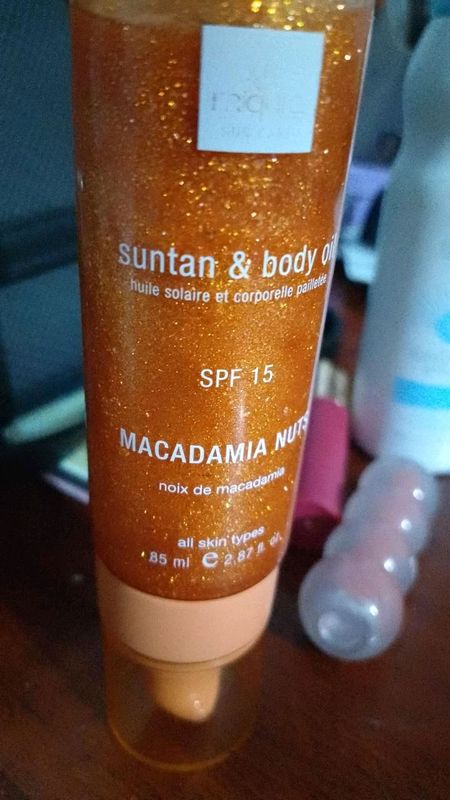 suntan & body oil
huile solaire et corporelle pailletée
SPF 15
MACADAMIA NUTS
noix de macadamia
all skin types
85 ml e 2.87 fl. oz.